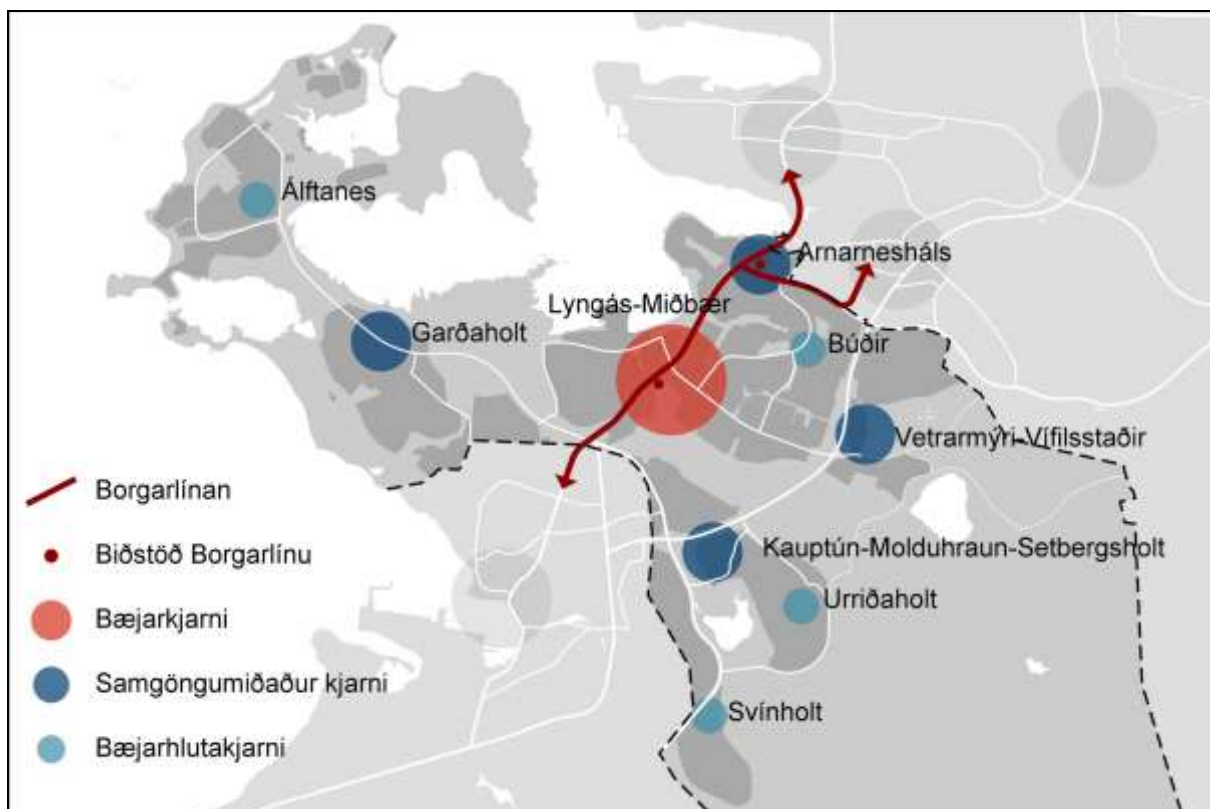 Álftanes
Arnarnesháls
Lyngás-Miðbær
Garðaholt
Búðir
Vetrarmýri-Vífilsstaðir
Kauptún-Molduhraun-Setbergsholt
Urriðaholt
Svínholt
Borgarlínan
Biðstöð Borgarlínu
Bæjarkjarni
Samgöngumiðaður kjarni
Bæjarhlutakjarni